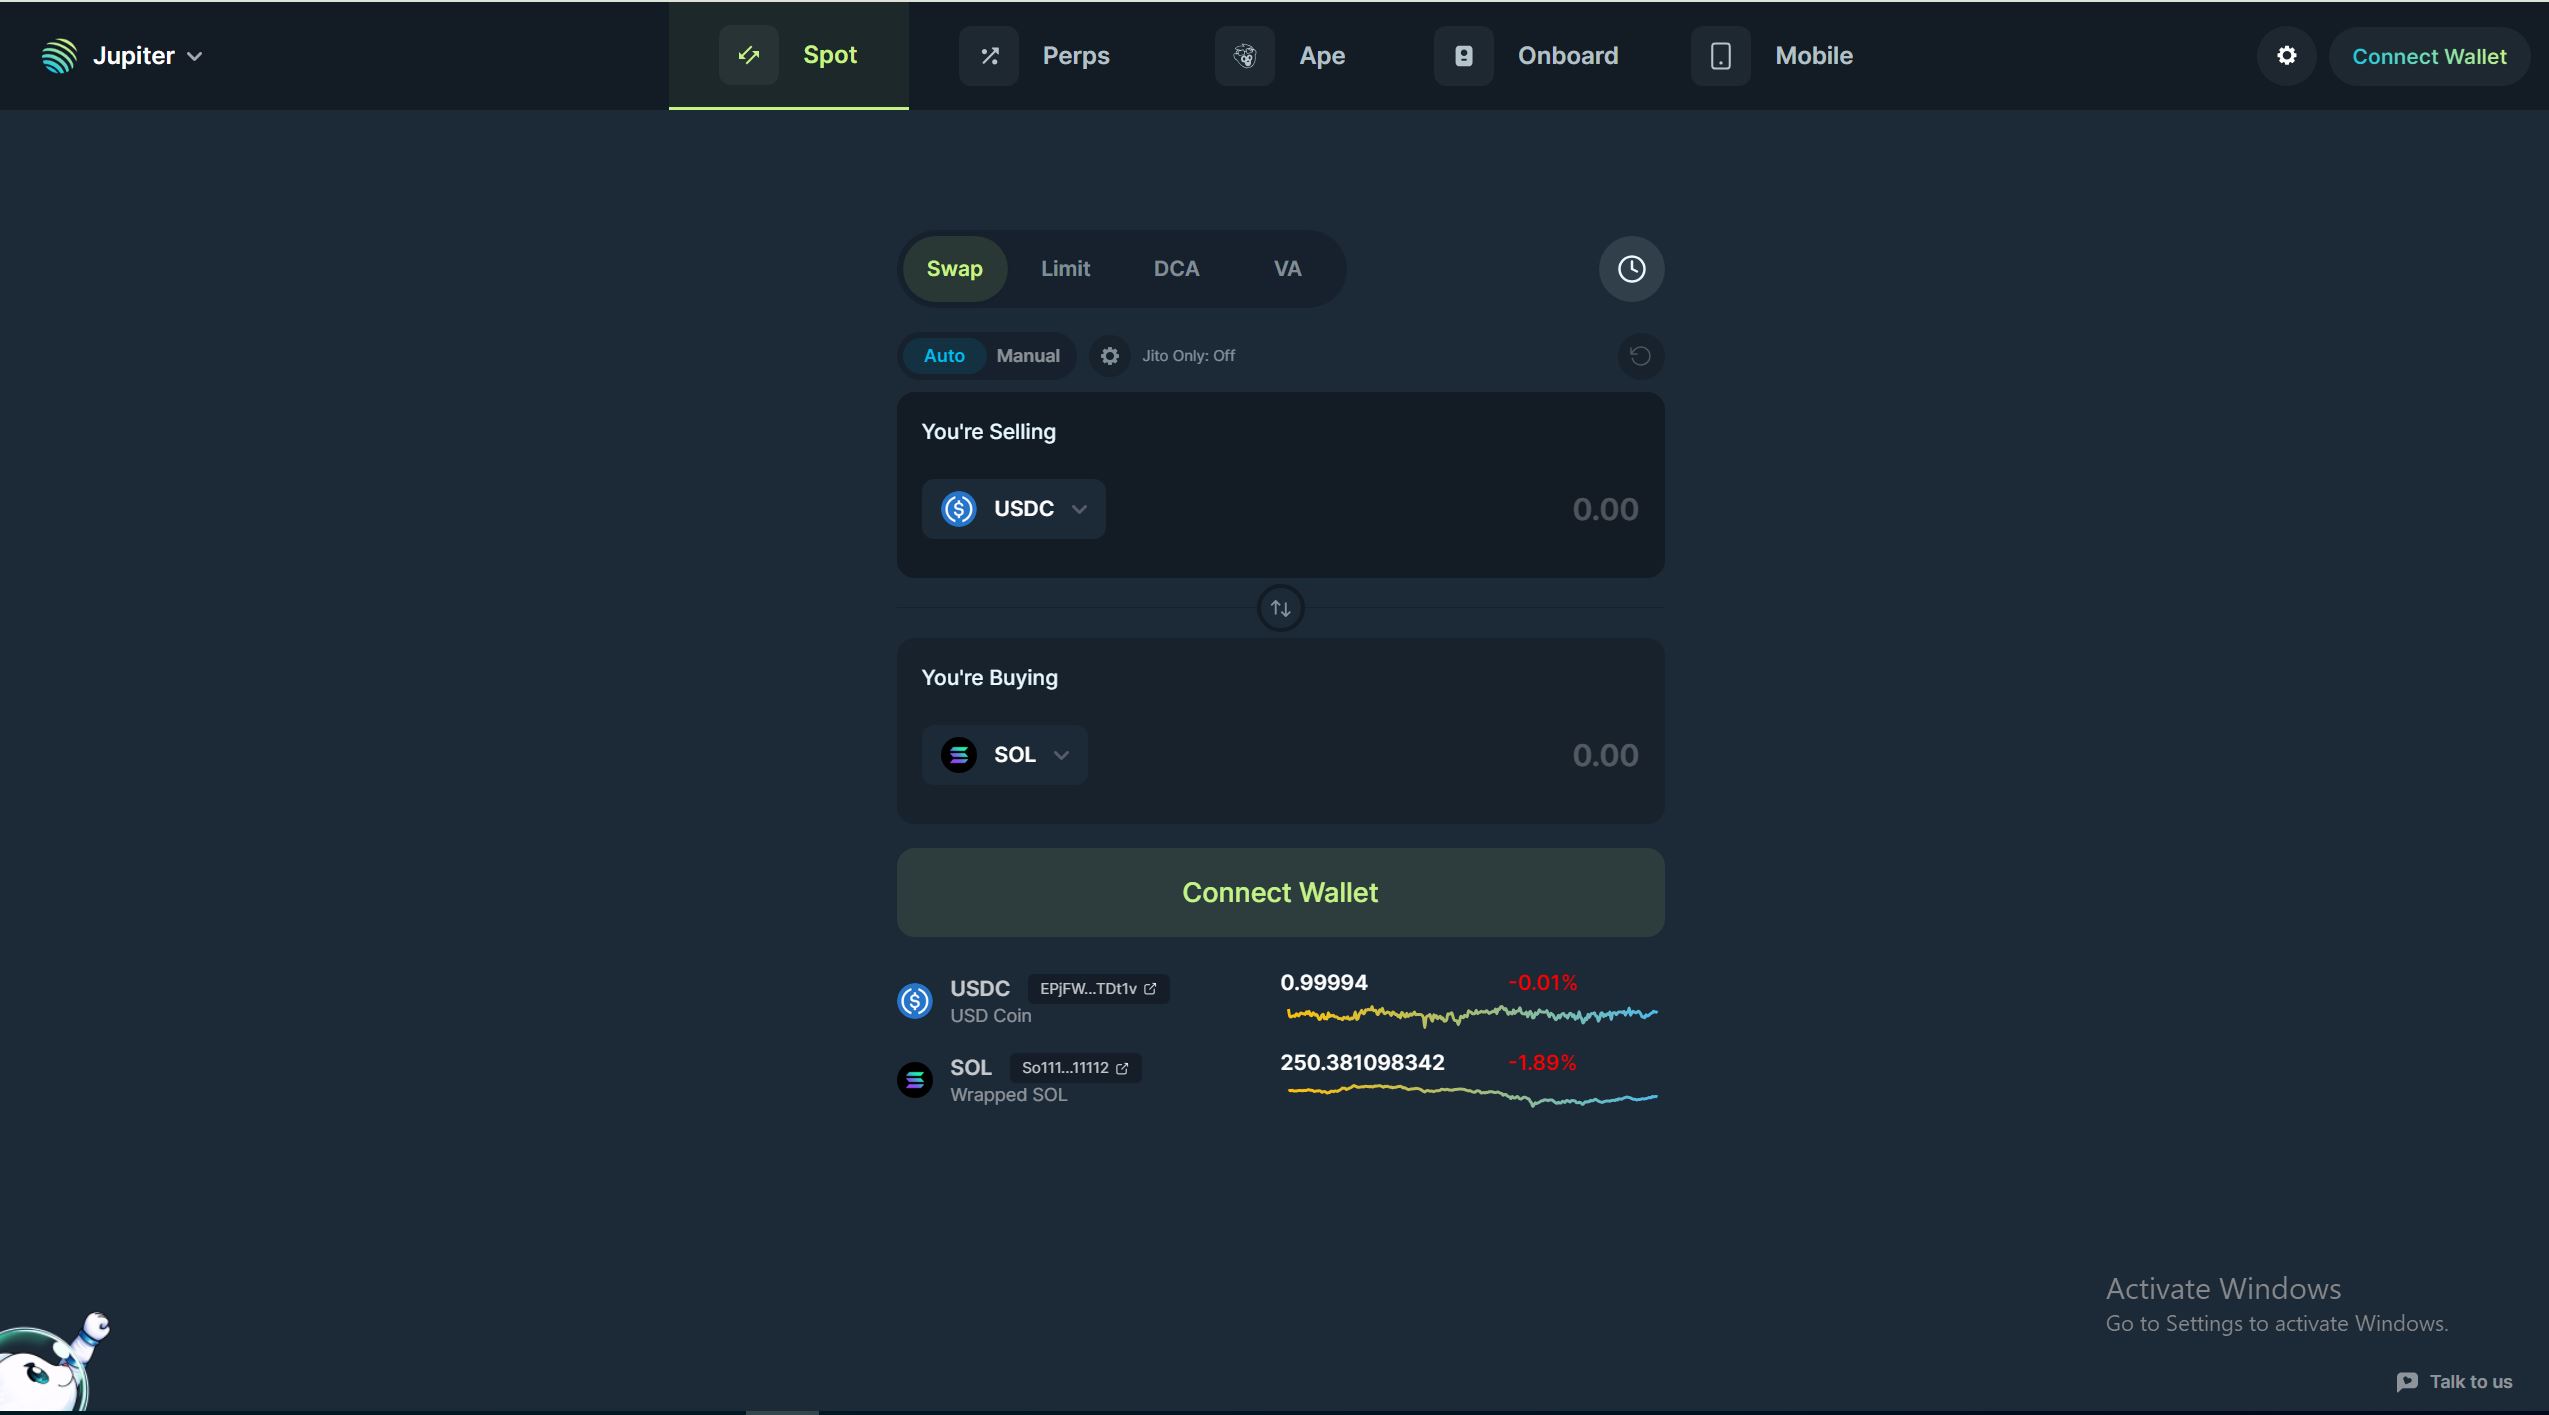 Jupiter
Spot
Perps
Ape
Onboard
Mobile
Connect Wallet
Swap
Limit
DCA
VA
Auto
Manual
Jito Only: Off
You're Selling
USDC
0.00
You're Buying
SOL
0.00
Connect Wallet
USDC
EPjFW...TDt1v
0.99994
-0.01%
USD Coin
SOL
So111...11112
250.381098342
-1.89%
Wrapped SOL
Activate Windows
Go to Settings to activate Windows.
Talk to us